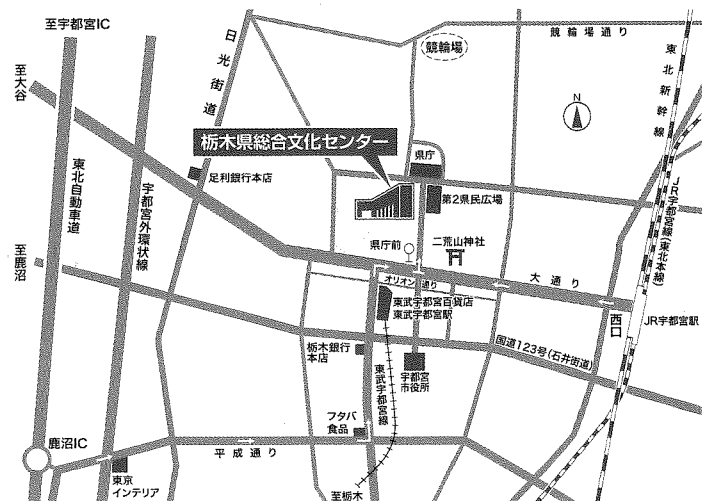 至宇都宮IC
至大谷
日光街道
競輪場
競輪場通り
東北新幹線
N
栃木県総合文化センター
県庁
足利銀行本店
第2県民広場
東北自動車道
宇都宮外環状線
JR宇都宮線(東北本線)
至鹿沼
県庁前
二荒山神社
オリオン通り
大通り
東武宇都宮百貨店
東武宇都宮駅
西口
JR宇都宮駅
栃木銀行
本店
東武宇都宮線
宇都宮
市役所
国道123号(石井街道)
フタバ
食品
鹿沼IC
平成通り
東京
インテリア
至栃木